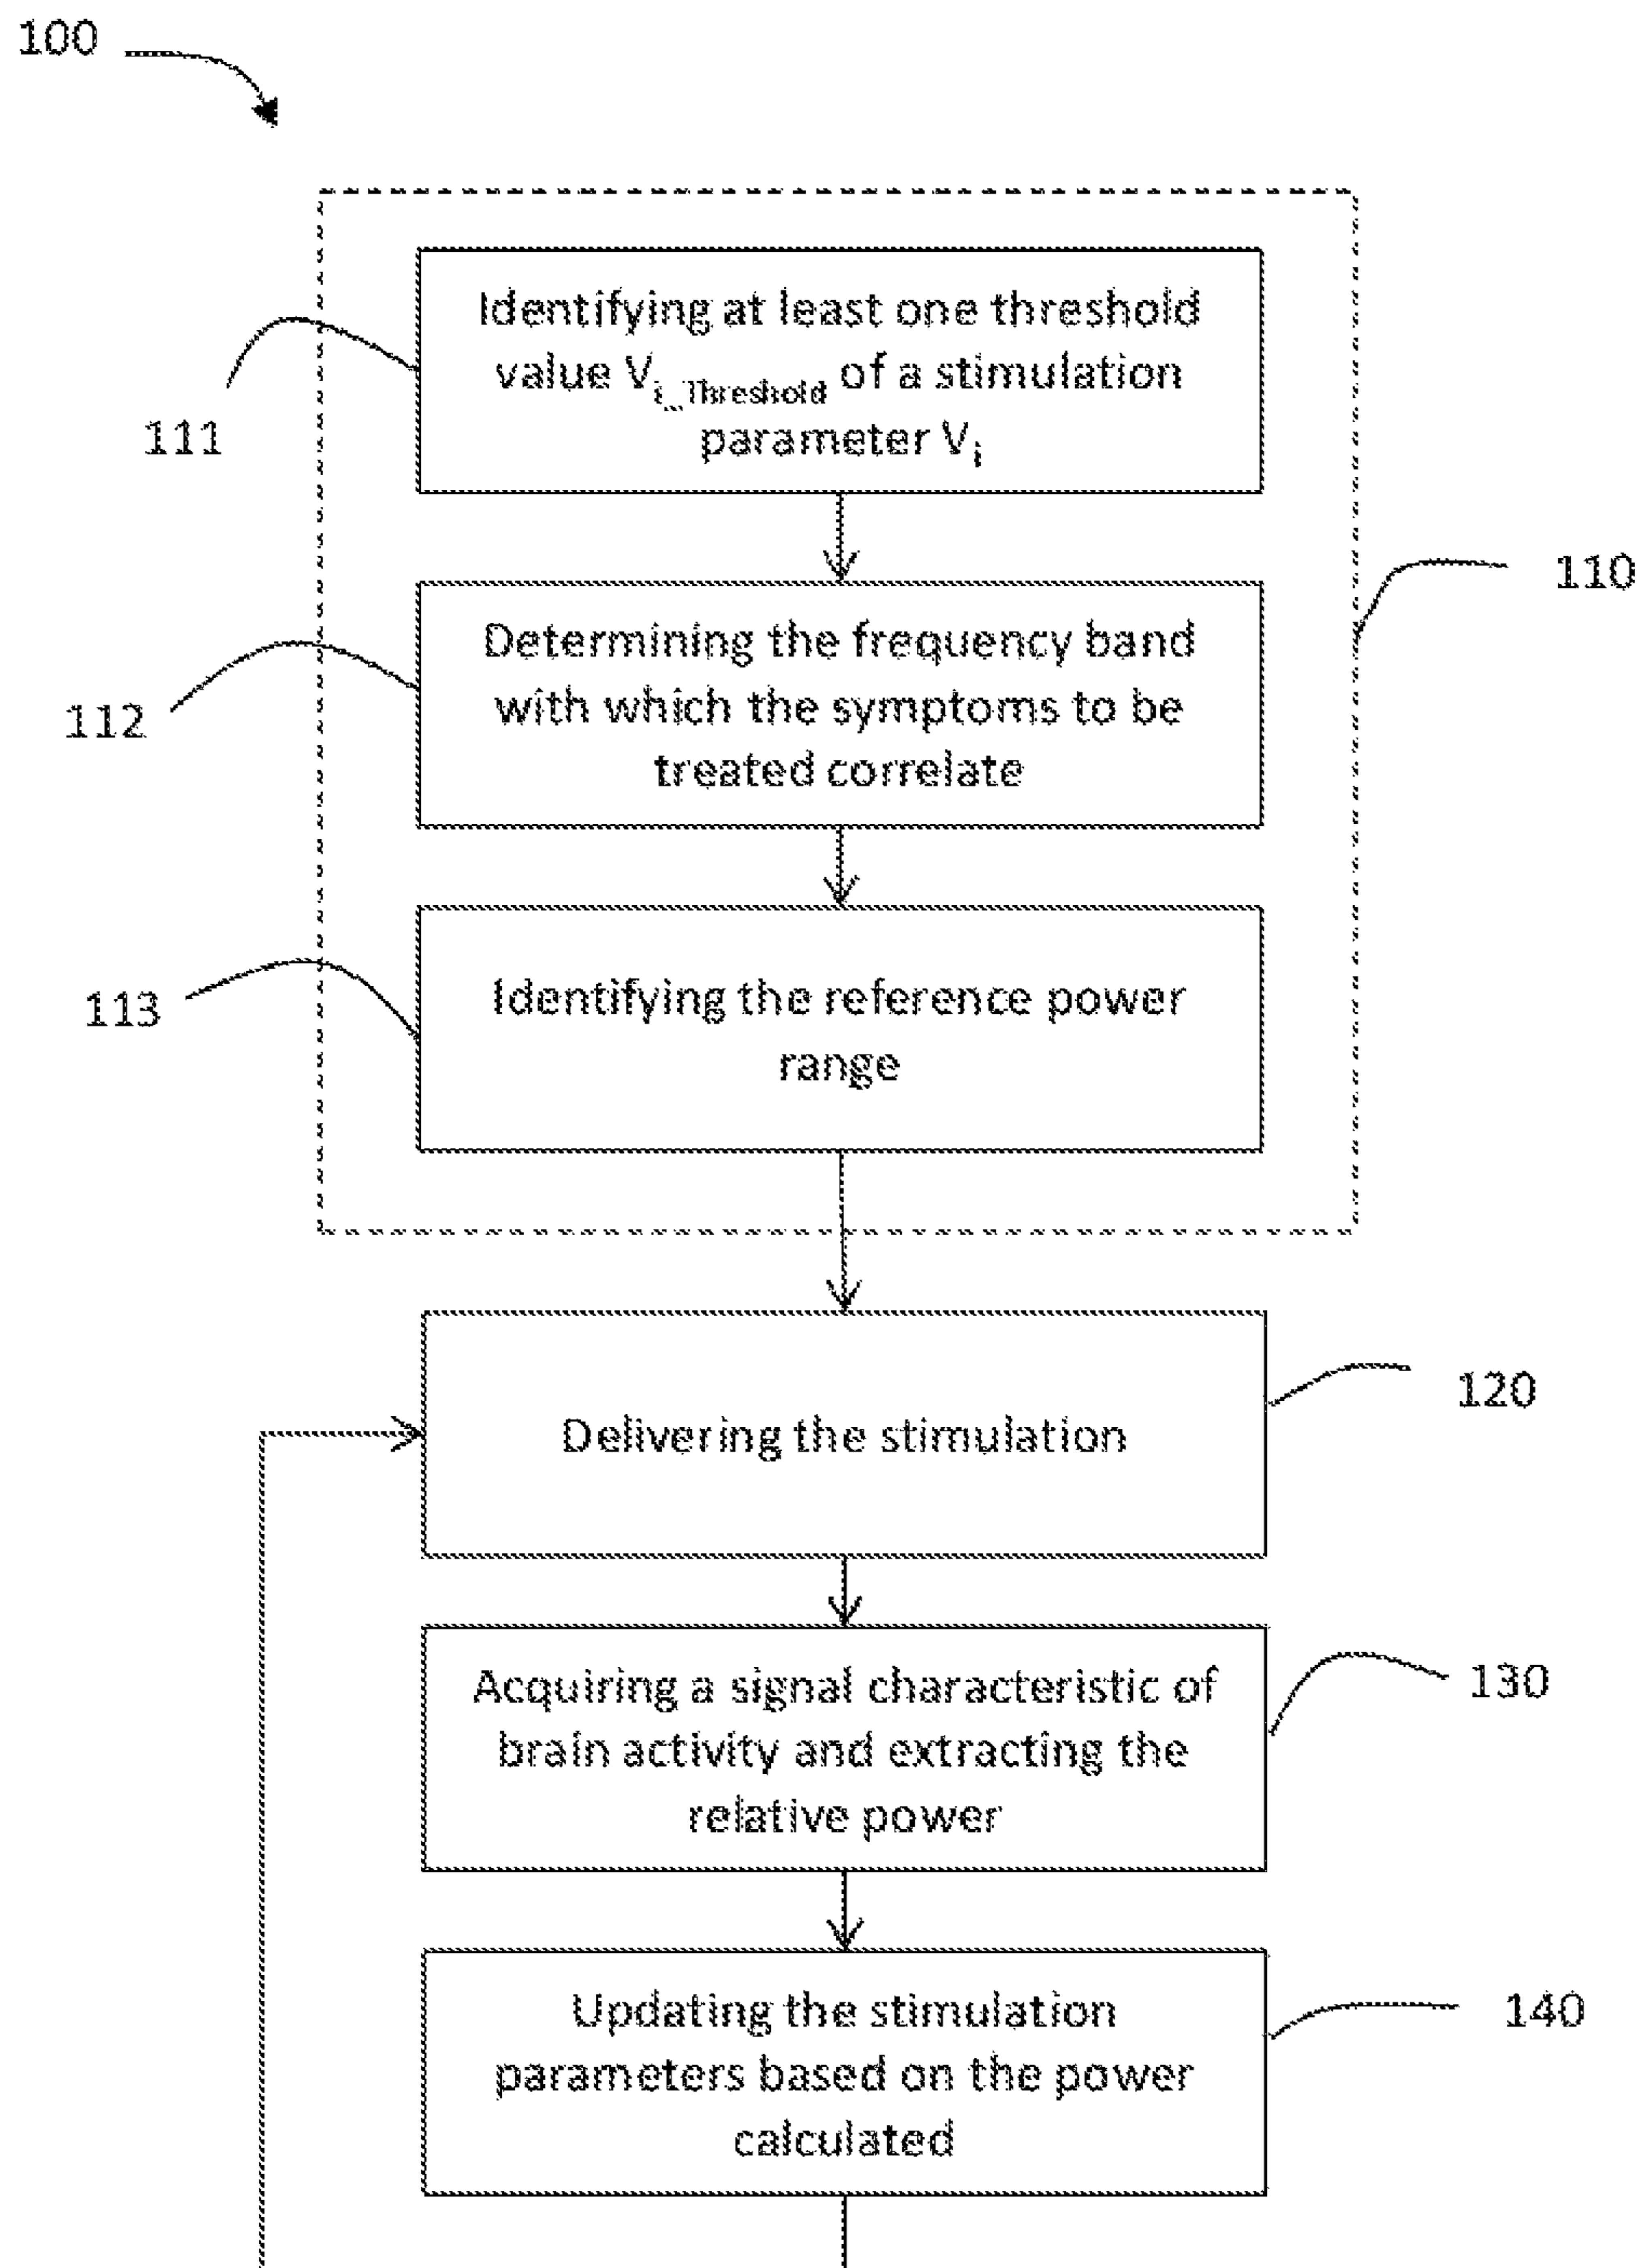 100
Identifying at least one threshold
value Vi_Threshold of a stimulation
parameter Vi
111
110
Determining the frequency band
with which the symptoms to be
treated correlate
112
Identifying the reference power
range
113
Delivering the stimulation
120
Acquiring a signal characteristic of
brain activity and extracting the
relative power
130
Updating the stimulation
parameters based on the power
calculated
140